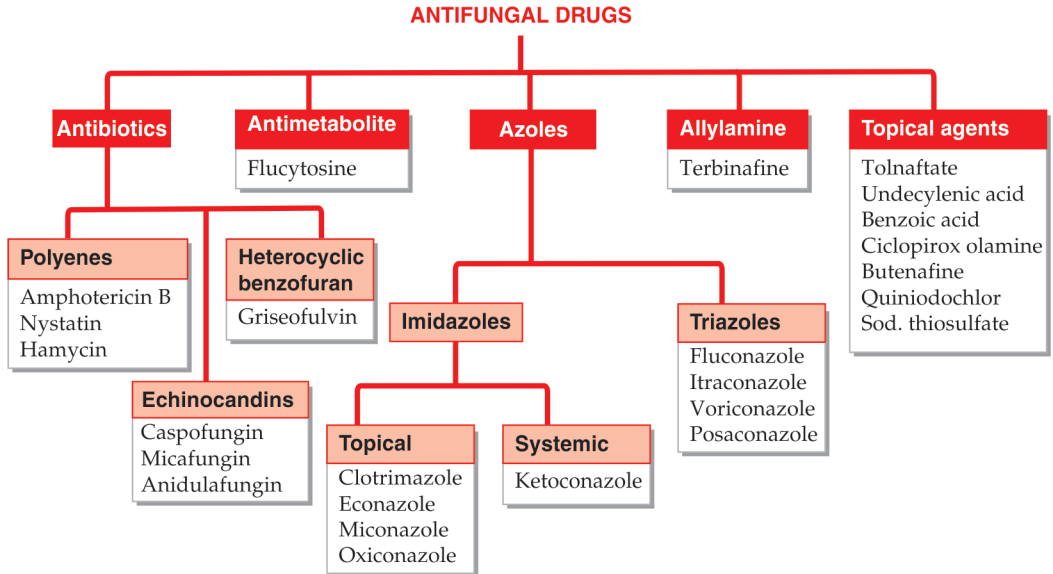 ANTIFUNGAL DRUGS
Antibiotics
Antimetabolite
Flucytosine
Azoles
Allylamine
Terbinafine
Topical agents
Tolnaftate
Undecylenic acid
Benzoic acid
Ciclopirox olamine
Butenafine
Quiniodochlor
Sod. thiosulfate
Polyenes
Amphotericin B
Nystatin
Hamycin
Heterocyclic
benzofuran
Griseofulvin
Echinocandins
Caspofungin
Micafungin
Anidulafungin
Imidazoles
Topical
Clotrimazole
Econazole
Miconazole
Oxiconazole
Systemic
Ketoconazole
Triazoles
Fluconazole
Itraconazole
Voriconazole
Posaconazole